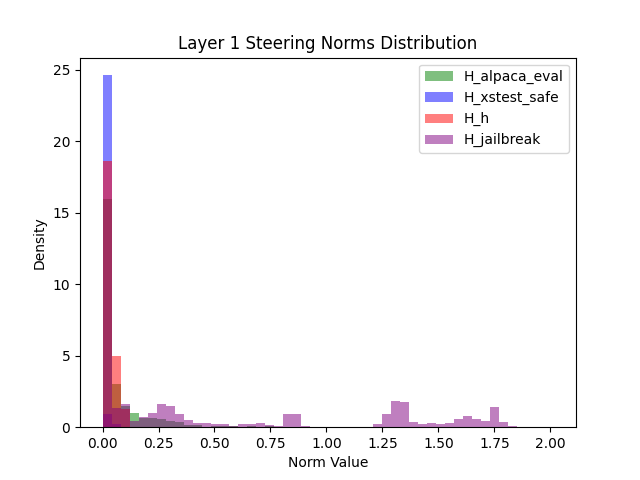 Layer 1 Steering Norms Distribution
H_alpaca_eval
H_xstest_safe
H_h
H_jailbreak
25
20
15
10
5
0
Density
0.00 0.25 0.50 0.75 1.00 1.25 1.50 1.75 2.00
Norm Value